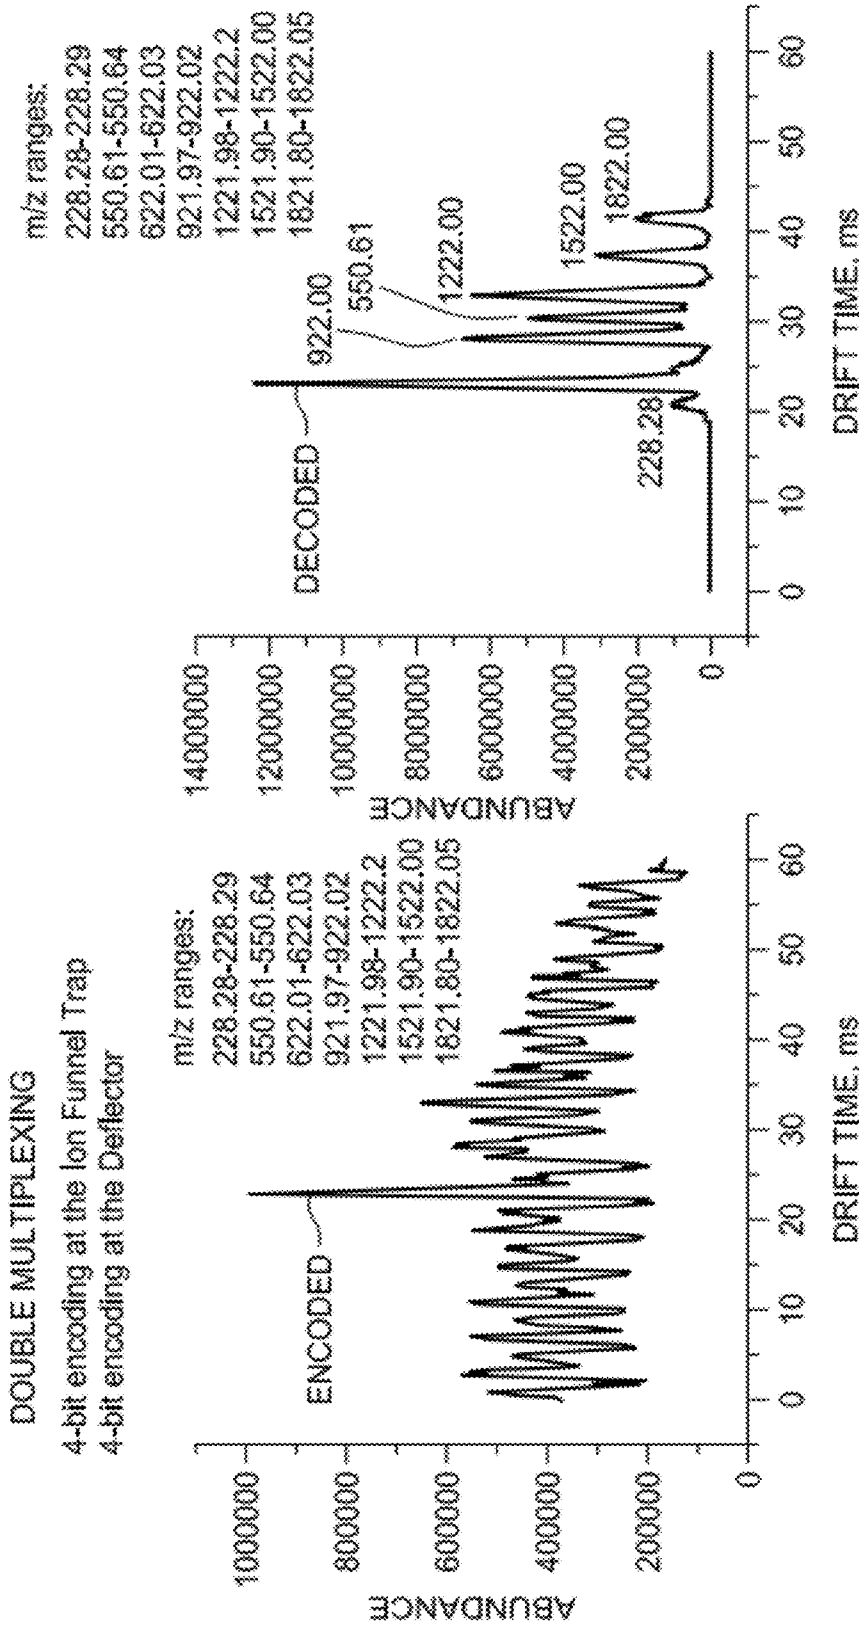 DOUBLE MULTIPLEXING
4-bit encoding at the Ion Funnel Trap
4-bit encoding at the Deflector
m/z ranges:
228.28-228.29
550.61-550.64
622.01-622.03
921.97-922.02
1221.98-1222.2
1521.90-1522.00
1821.80-1822.05
ENCODED
ABUNDANCE
1000000
800000
600000
400000
200000
0
0 10 20 30 40 50 60
DRIFT TIME, ms
m/z ranges:
228.28-228.29
550.61-550.64
622.01-622.03
921.97-922.02
1221.98-1222.2
1521.90-1522.00
1821.80-1822.05
DECODED
922.00
550.61
1222.00
1522.00
1822.00
228.28
ABUNDANCE
14000000
12000000
10000000
8000000
6000000
4000000
2000000
0
0 10 20 30 40 50 60
DRIFT TIME, ms